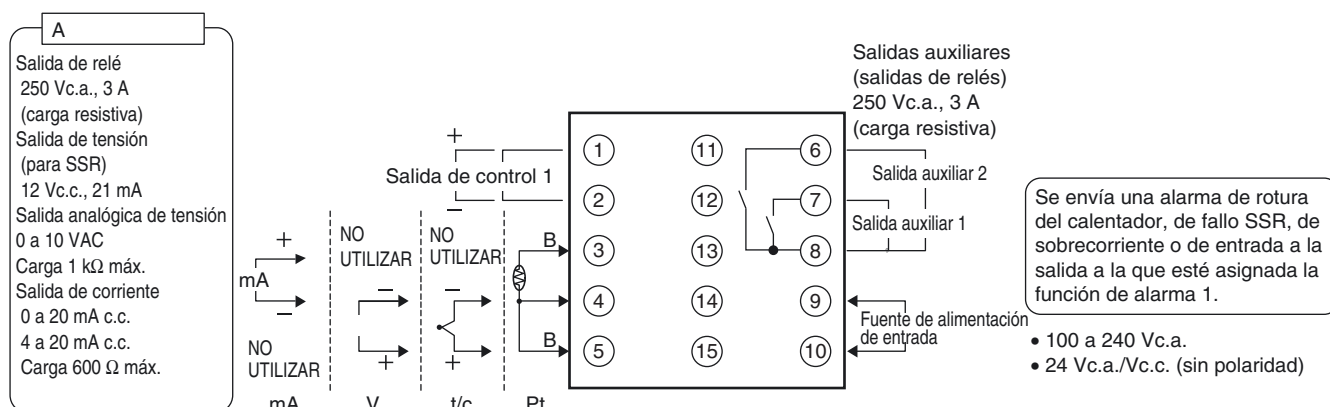 A
Salida de relé
250 Vc.a., 3 A
(carga resistiva)
Salida de tensión
(para SSR)
12 Vc.c., 21 mA
Salida analógica de tensión
0 a 10 VAC
Carga 1 kΩ máx.
Salida de corriente
0 a 20 mA c.c.
4 a 20 mA c.c.
Carga 600 Ω máx.
+
mA
−
NO
UTILIZAR
mA
NO
UTILIZAR
−
+
V
+
Salida de control 1
−
NO
UTILIZAR
−
+
t/c
B
B
Pt
1
2
3
4
5
11
12
13
14
15
6
7
8
9
10
Salidas auxiliares
(salidas de relés)
250 Vc.a., 3 A
(carga resistiva)
Salida auxiliar 2
Salida auxiliar 1
Fuente de alimentación
de entrada
Se envía una alarma de rotura
del calentador, de fallo SSR, de
sobrecorriente o de entrada a la
salida a la que esté asignada la
función de alarma 1.
• 100 a 240 Vc.a.
• 24 Vc.a./Vc.c. (sin polaridad)